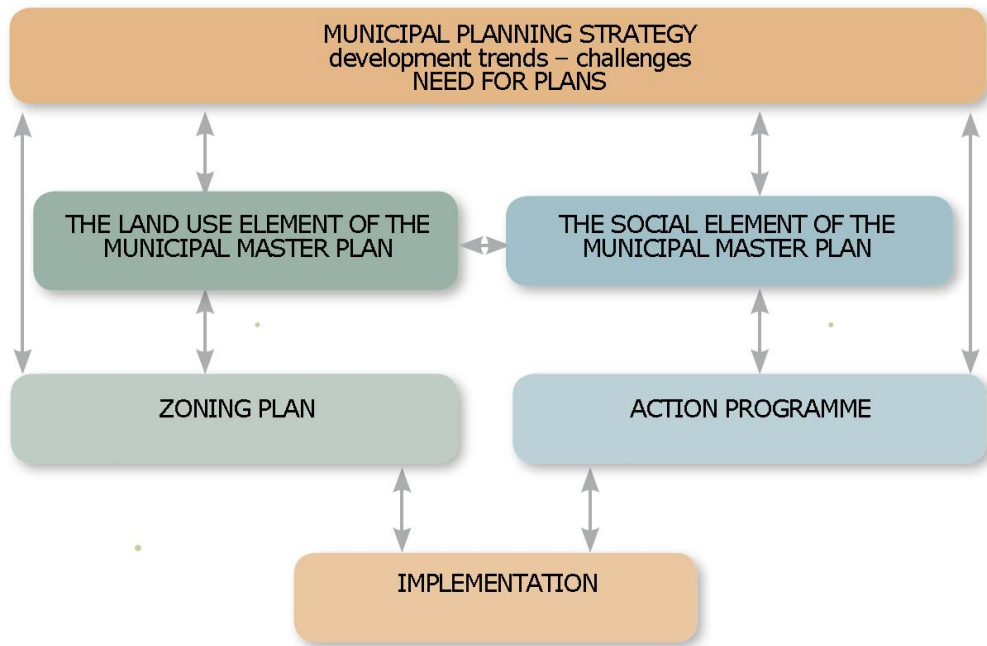 MUNICIPAL PLANNING STRATEGY
development trends – challenges
NEED FOR PLANS
THE LAND USE ELEMENT OF THE
MUNICIPAL MASTER PLAN
THE SOCIAL ELEMENT OF THE
MUNICIPAL MASTER PLAN
ZONING PLAN
ACTION PROGRAMME
IMPLEMENTATION